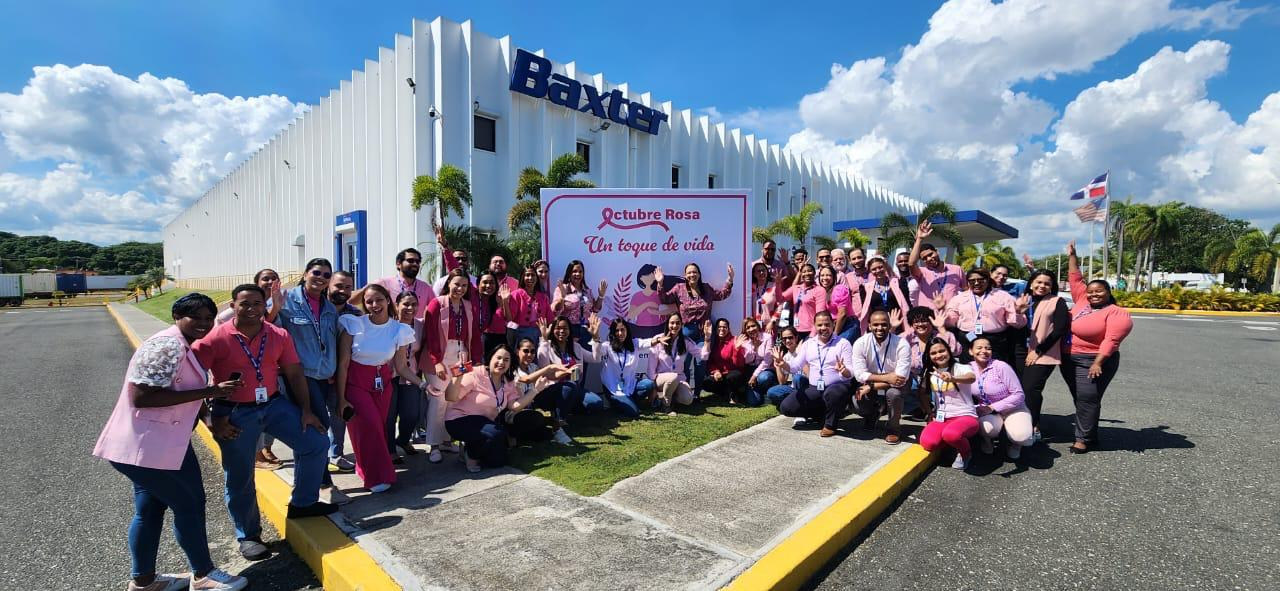 Baxter
Octubre Rosa
Un toque de vida